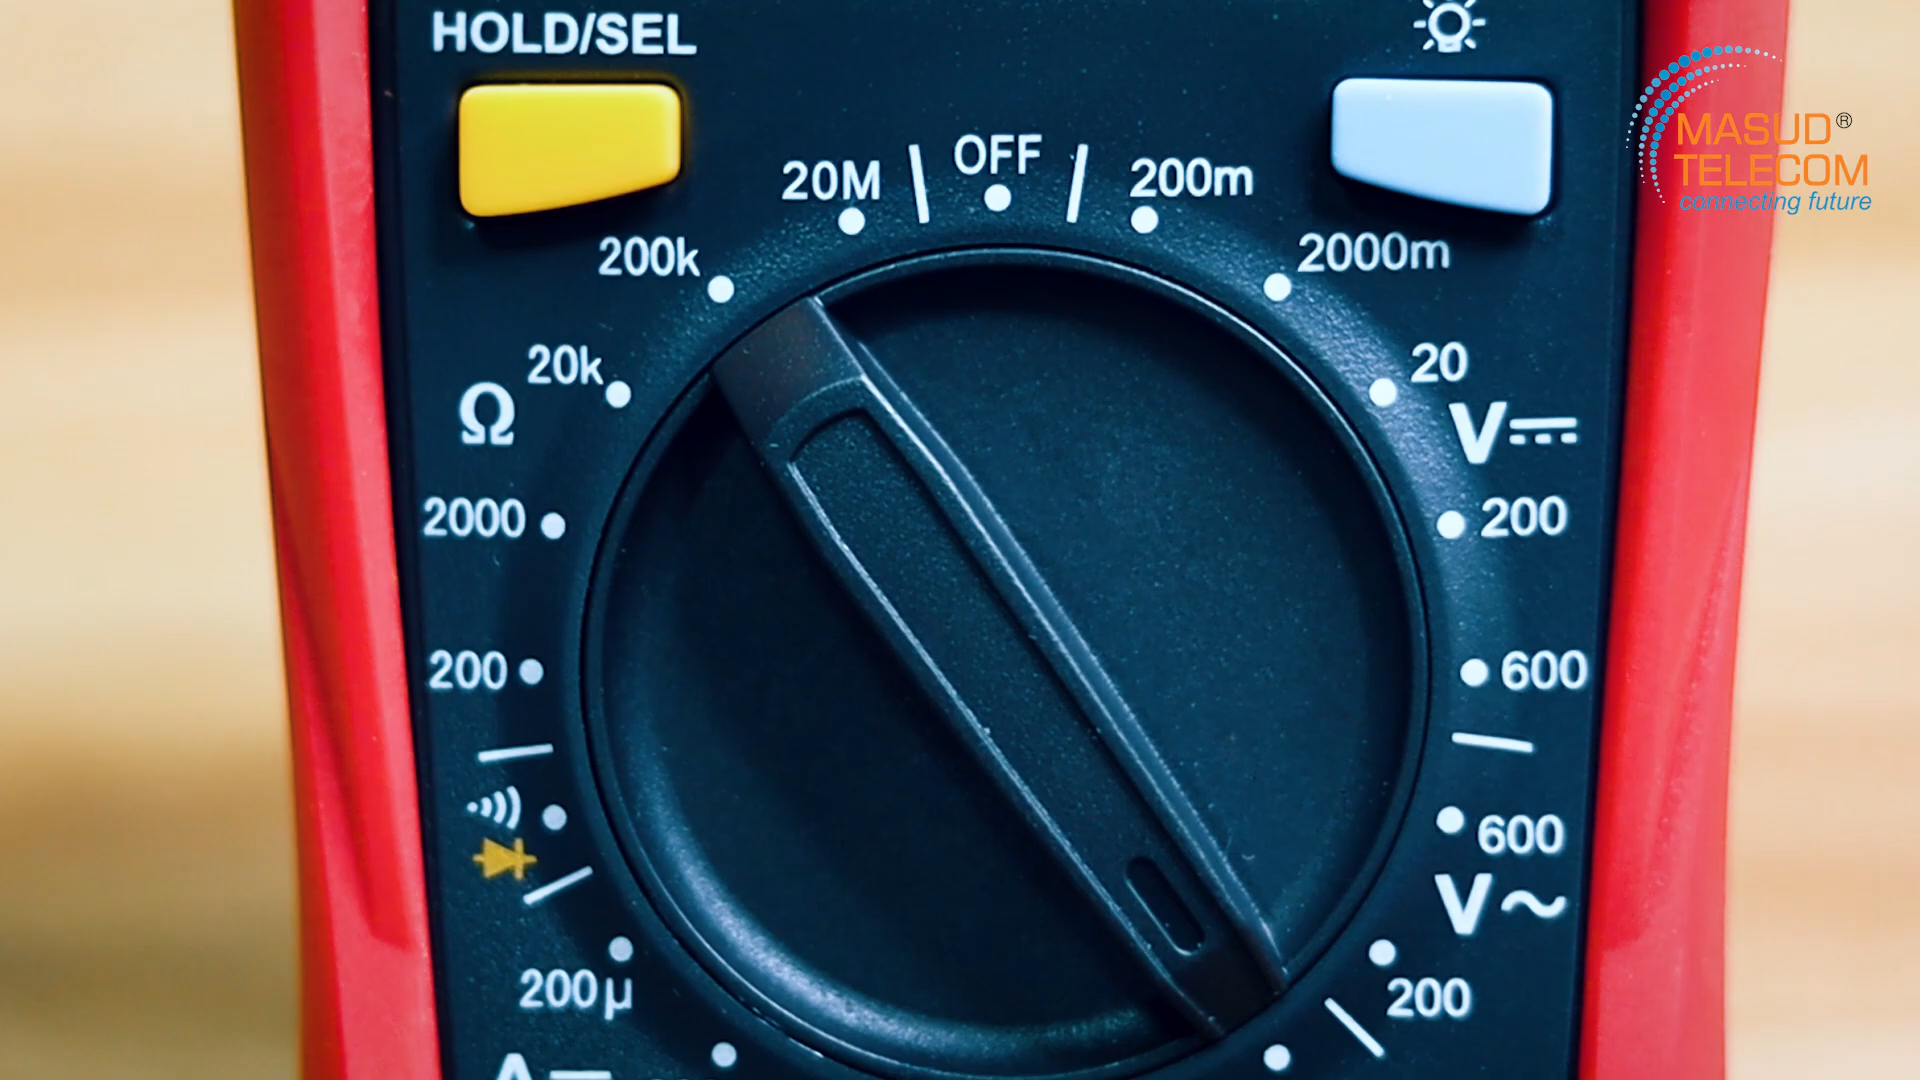 HOLD/SEL
20M
OFF
200m
200k
2000m
20k
20
Ω
V
2000
200
200
600
600
V~
200µ
200
MASUD®
TELECOM
connecting future